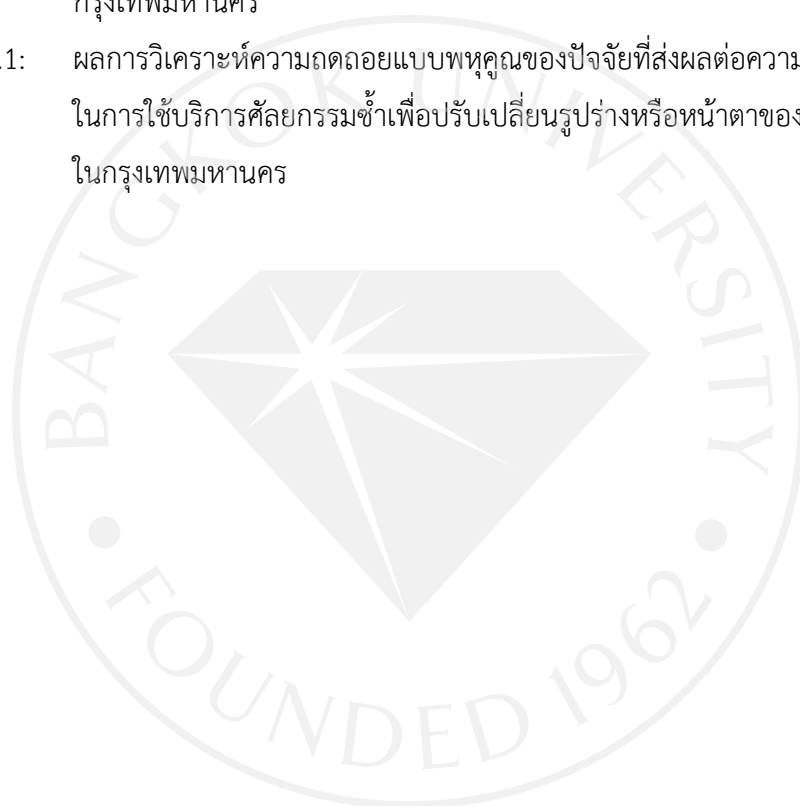 กรุงเทพมหานคร
.1: ผลการวิเคราะห์ความถดถอยแบบพหุคูณของปัจจัยที่ส่งผลต่อความ
ในการใช้บริการศัลยกรรมซ้ำเพื่อปรับเปลี่ยนรูปร่างหรือหน้าตาของ
ในกรุงเทพมหานคร
BANGKOK UNIVERSITY
• FOUNDED 1962 •